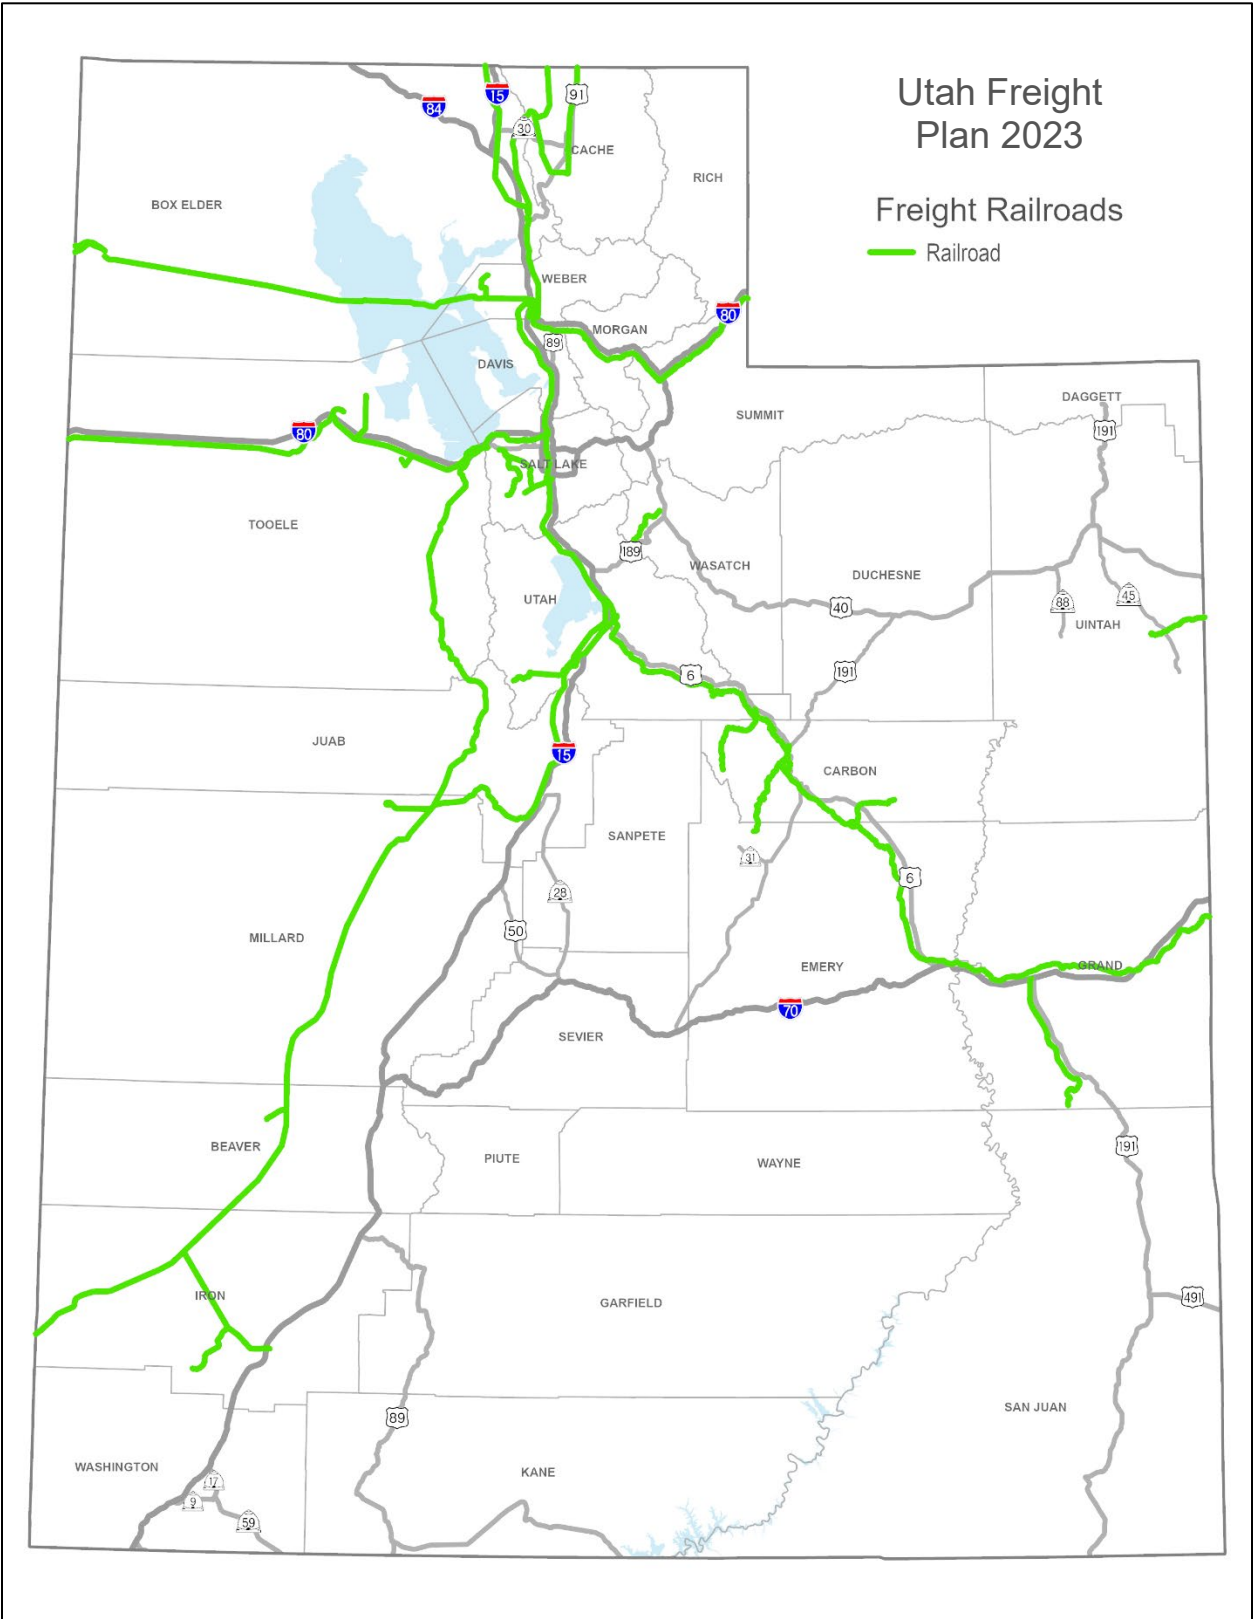 Utah Freight
Plan 2023
Freight Railroads
Railroad
84
15
91
30
CACHE
RICH
BOX ELDER
WEBER
80
MORGAN
89
DAVIS
SUMMIT
DAGGETT
191
80
SALT LAKE
TOOELE
189
WASATCH
DUCHESNE
UTAH
40
88
45
UINTAH
6
191
JUAB
15
CARBON
SANPETE
31
6
28
50
MILLARD
EMERY
GRAND
70
SEVIER
BEAVER
PIUTE
WAYNE
191
IRON
GARFIELD
491
SAN JUAN
89
WASHINGTON
KANE
17
9
59